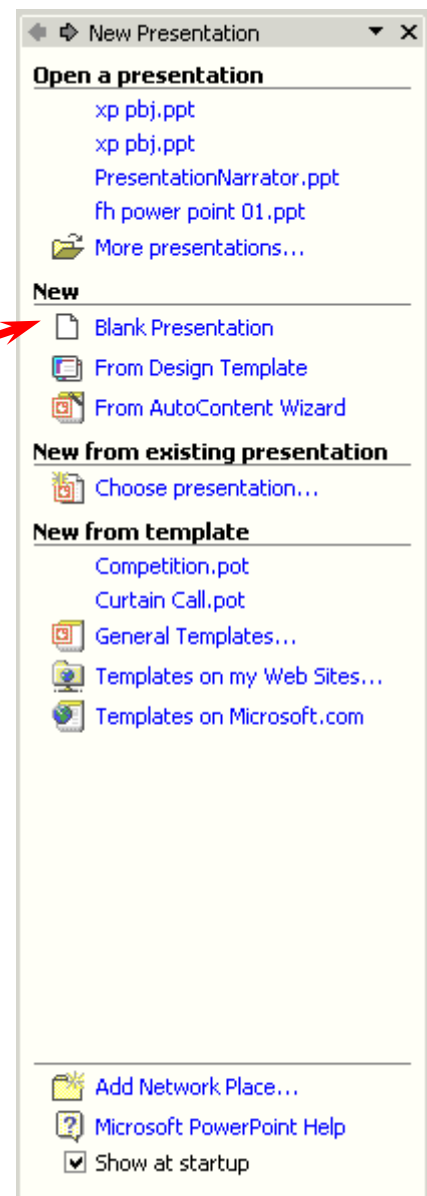 New Presentation
Open a presentation
xp pbj.ppt
xp pbj.ppt
PresentationNarrator.ppt
fh power point 01.ppt
More presentations...
New
Blank Presentation
From Design Template
From AutoContent Wizard
New from existing presentation
Choose presentation...
New from template
Competition.pot
Curtain Call.pot
General Templates...
Templates on my Web Sites...
Templates on Microsoft.com
Add Network Place...
Microsoft PowerPoint Help
Show at startup